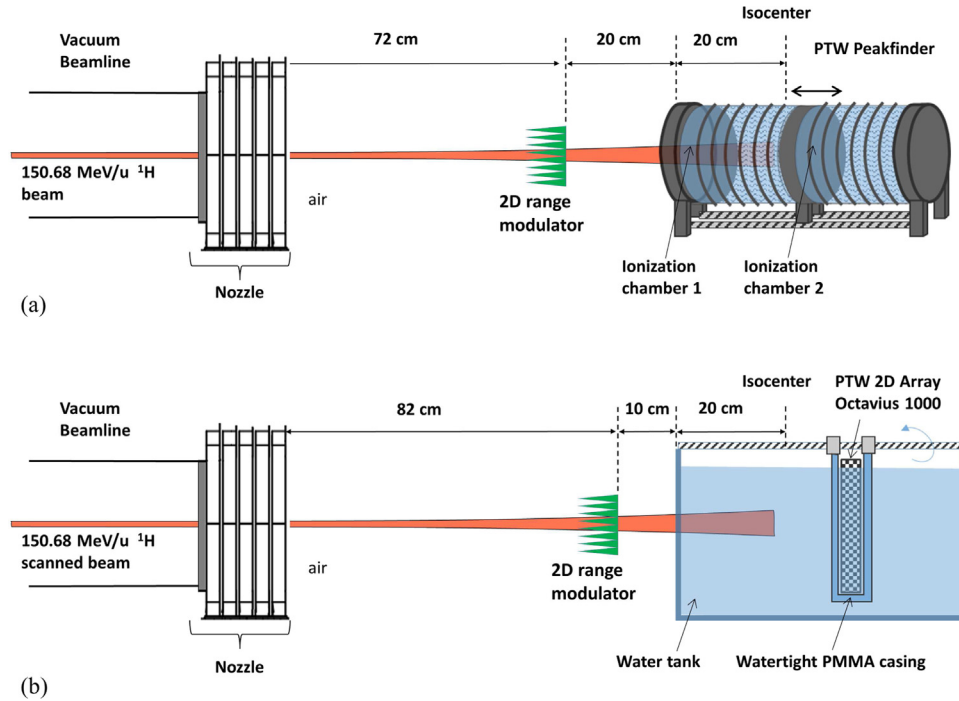 Isocenter
Vacuum
Beamline
72 cm
20 cm
20 cm
PTW Peakfinder
150.68 MeV/u ¹H
beam
air
2D range
modulator
Ionization
chamber 1
Ionization
chamber 2
Nozzle
(a)
Isocenter
PTW 2D Array
Octavius 1000
Vacuum
Beamline
82 cm
10 cm
20 cm
150.68 MeV/u ¹H
scanned beam
air
2D range
modulator
Water tank
Watertight PMMA casing
Nozzle
(b)